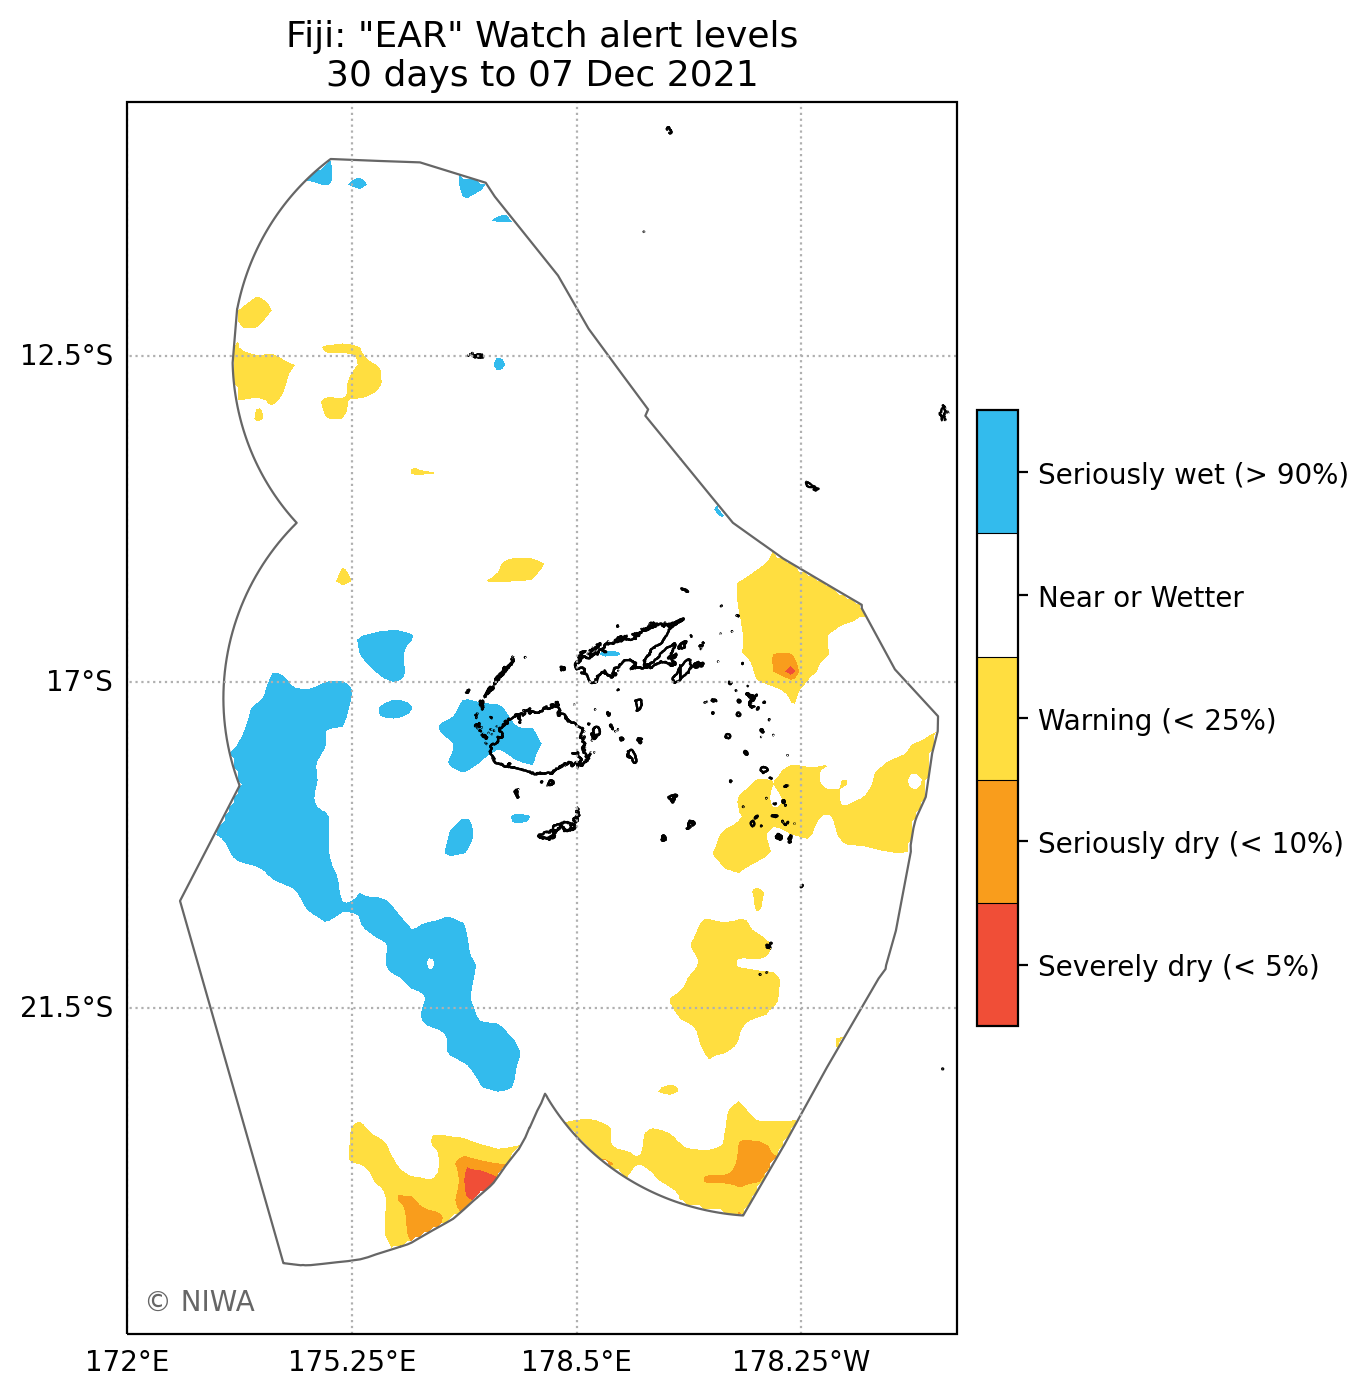 Fiji: "EAR" Watch alert levels
30 days to 07 Dec 2021
12.5°S
17°S
21.5°S
172°E
175.25°E
178.5°E
178.25°W
Seriously wet (> 90%)
Near or Wetter
Warning (< 25%)
Seriously dry (< 10%)
Severely dry (< 5%)
© NIWA